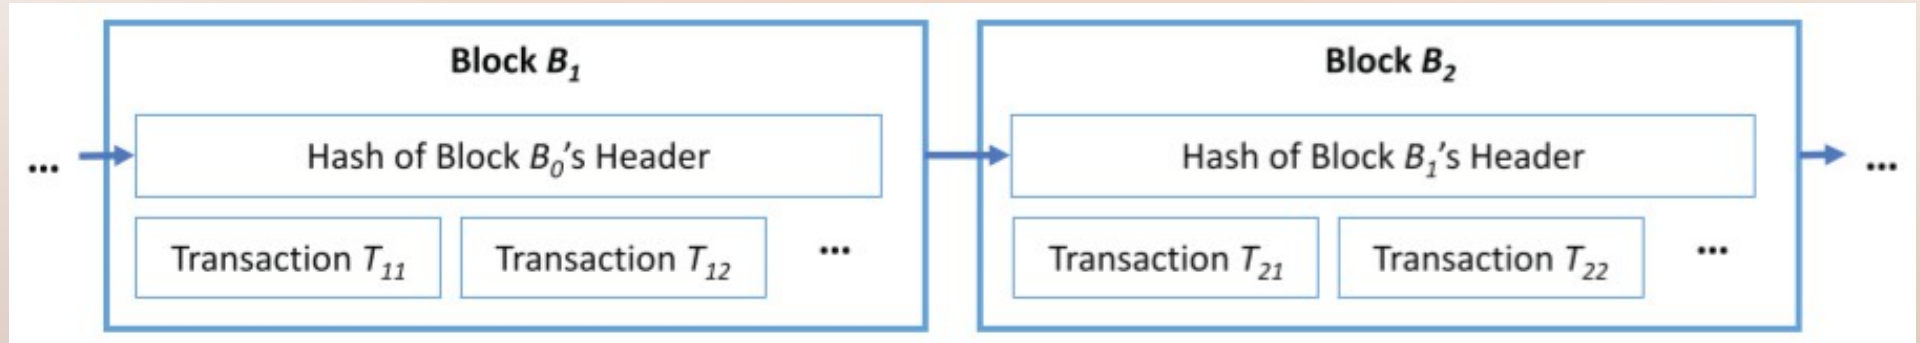 Block B₁
Block B₂
... Hash of Block B₀’s Header
Hash of Block B₁’s Header ...
Transaction T₁₁ Transaction T₁₂ ...
Transaction T₂₁ Transaction T₂₂ ...